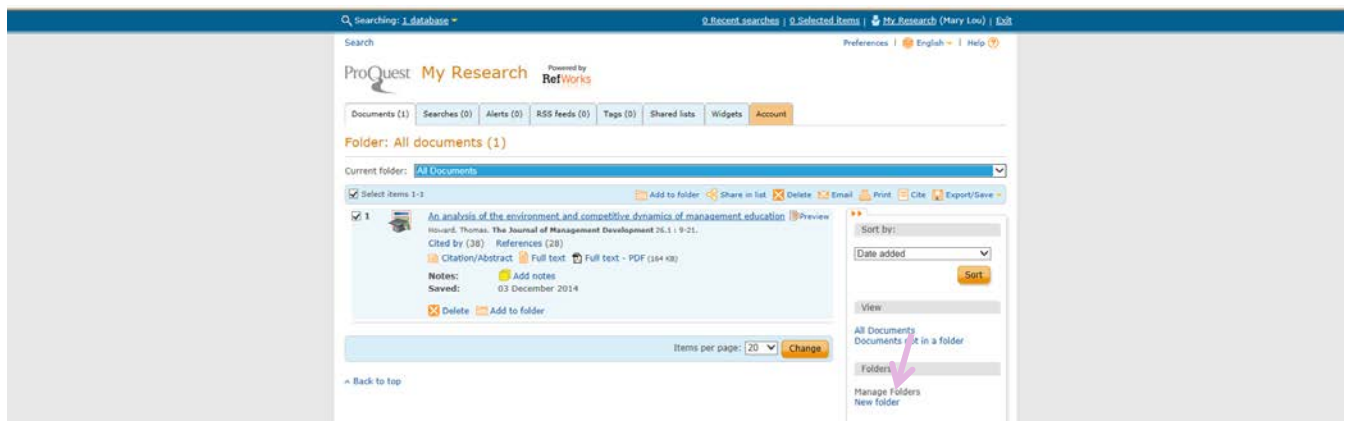 Searching: 1 database 0 Recent searches | 0 Selected items | My Research (Mary Lou) | Exit
Search Preferences | English | Help ?
ProQuest My Research Powered by RefWorks
Documents (1) Searches (0) Alerts (0) RSS feeds (0) Tags (0) Shared lists Widgets Account
Folder: All documents (1)
Current folder: All Documents
Select items 1-1 Add to folder Share in list Delete Email Print Cite Export/Save
1 An analysis of the environment and competitive dynamics of management education Preview
Howard, Thomas. The Journal of Management Development 26.1 : 9-21.
Cited by (38) References (28)
Citation/Abstract Full text Full text - PDF (164 KB)
Notes: Add notes
Saved: 03 December 2014
Delete Add to folder
Items per page: 20 Change
^ Back to top
Sort by:
Date added
Sort
View
All Documents
Documents not in a folder
Folders
Manage Folders
New folder